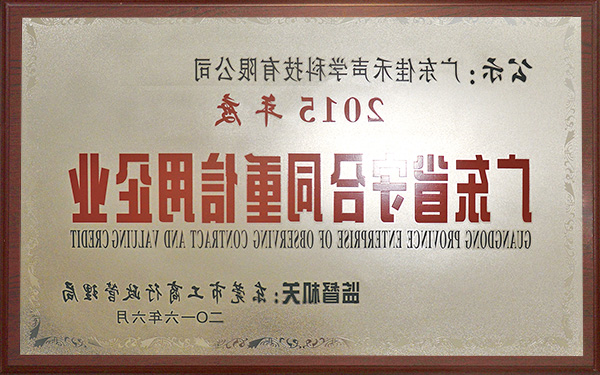 公示：广东佳禾声学科技有限公司
2015年度
广东省守合同重信用企业
GUANGDONG PROVINCE ENTERPRISE OF OBSERVING CONTRACT AND VALUING CREDIT
监督机关：东莞市工商行政管理局
二〇一六年六月